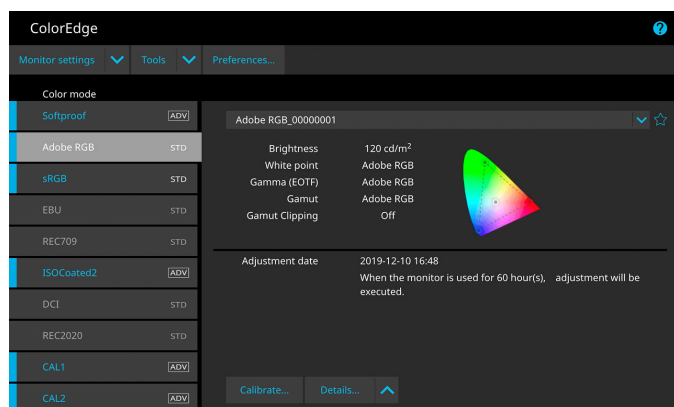 ColorEdge
?
Monitor settings Tools Preferences...
Color mode
Softproof ADV
Adobe RGB STD
sRGB STD
EBU STD
REC709 STD
ISOCoated2 ADV
DCI STD
REC2020 STD
CAL1 ADV
CAL2 ADV
Adobe RGB_00000001
Brightness 120 cd/m²
White point Adobe RGB
Gamma (EOTF) Adobe RGB
Gamut Adobe RGB
Gamut Clipping Off
Adjustment date 2019-12-10 16:48
When the monitor is used for 60 hour(s), adjustment will be
executed.
Calibrate... Details...